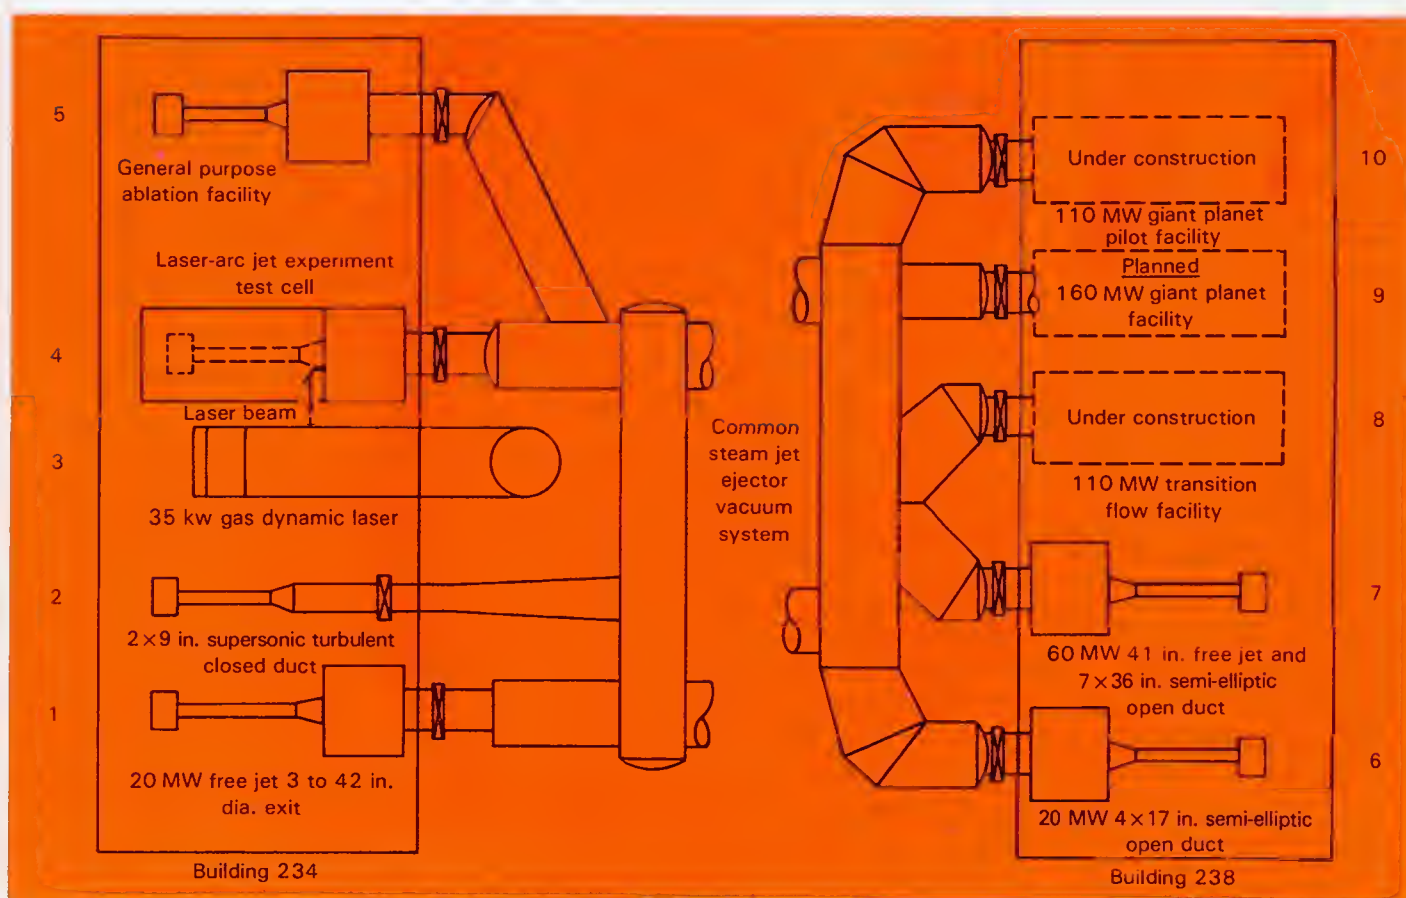 5
General purpose
ablation facility
Laser-arc jet experiment
test cell
4
Laser beam
3
35 kw gas dynamic laser
2
2×9 in. supersonic turbulent
closed duct
1
20 MW free jet 3 to 42 in.
dia. exit
Building 234
Common
steam jet
ejector
vacuum
system
Under construction
10
110 MW giant planet
pilot facility
Planned
160 MW giant planet
facility
9
Under construction
8
110 MW transition
flow facility
7
60 MW 41 in. free jet and
7×36 in. semi-elliptic
open duct
6
20 MW 4×17 in. semi-elliptic
open duct
Building 238